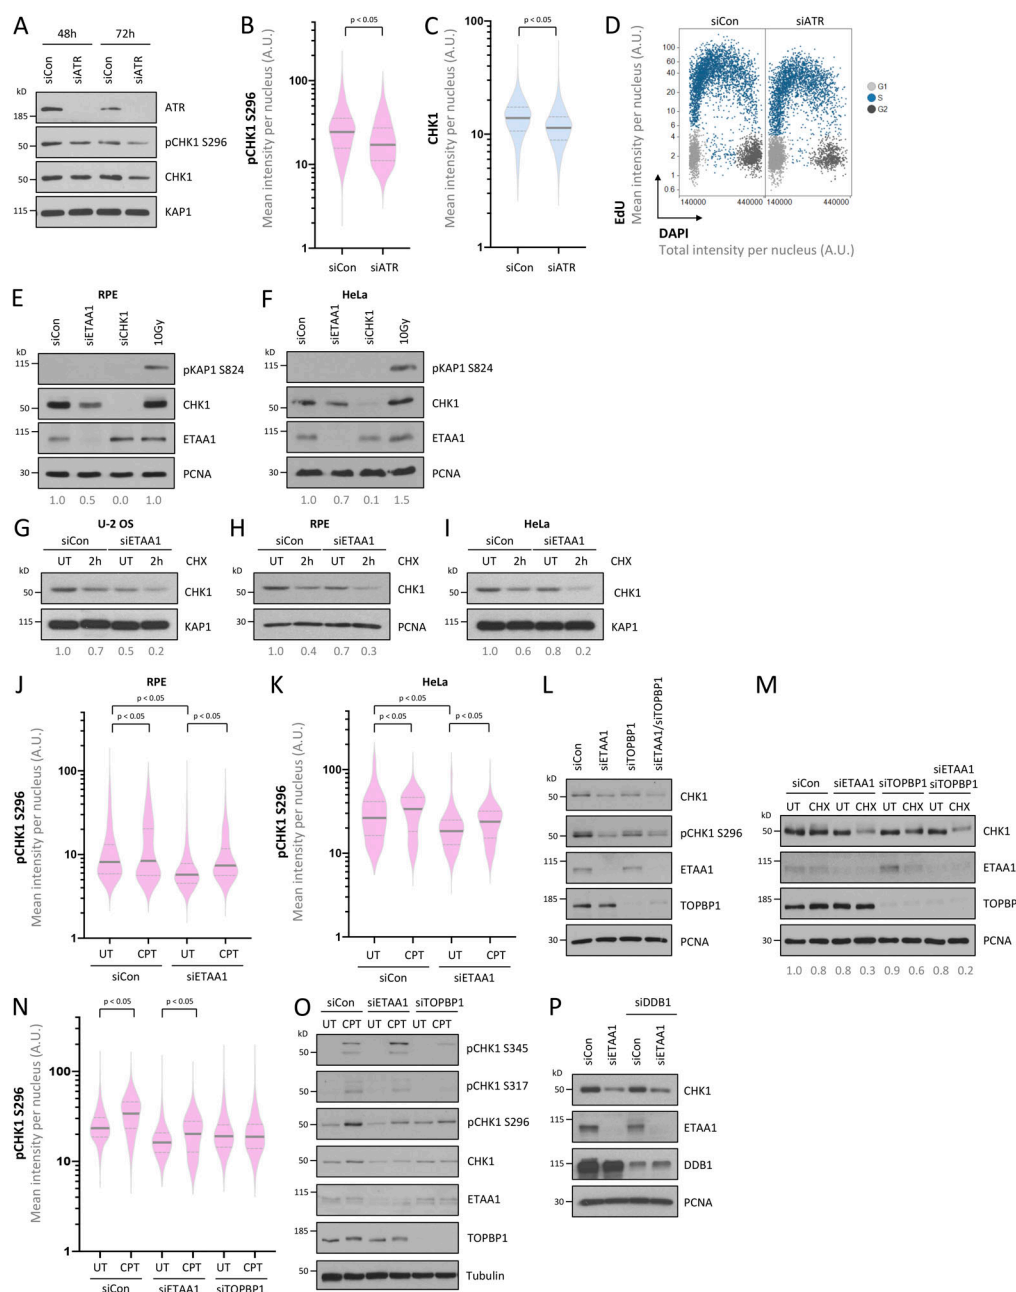 A
48h 72h
siCon siATR siCon siATR
kD
185 ATR
50 pCHK1 S296
50 CHK1
115 KAP1
B
p < 0.05
pCHK1 S296
Mean intensity per nucleus (A.U.)
100
10
1
siCon siATR
C
p < 0.05
CHK1
Mean intensity per nucleus (A.U.)
100
10
1
siCon siATR
D
siCon siATR
EdU
Mean intensity per nucleus (A.U.)
100
60
40
20
10
6
4
2
1
0.6
140000 440000 140000 440000
DAPI
Total intensity per nucleus (A.U.)
G1
S
G2
E
RPE
siCon siETAA1 siCHK1 10Gy
kD
115 pKAP1 S824
50 CHK1
115 ETAA1
30 PCNA
1.0 0.5 0.0 1.0
F
HeLa
siCon siETAA1 siCHK1 10Gy
kD
115 pKAP1 S824
50 CHK1
115 ETAA1
30 PCNA
1.0 0.7 0.1 1.5
G
U-2 OS
siCon siETAA1
UT 2h UT 2h CHX
kD
50 CHK1
115 KAP1
1.0 0.7 0.5 0.2
H
RPE
siCon siETAA1
UT 2h UT 2h CHX
kD
50 CHK1
30 PCNA
1.0 0.4 0.7 0.3
I
HeLa
siCon siETAA1
UT 2h UT 2h CHX
kD
50 CHK1
115 KAP1
1.0 0.6 0.8 0.2
J
RPE
p < 0.05
p < 0.05 p < 0.05
pCHK1 S296
Mean intensity per nucleus (A.U.)
100
10
1
UT CPT UT CPT
siCon siETAA1
K
HeLa
p < 0.05
p < 0.05 p < 0.05
pCHK1 S296
Mean intensity per nucleus (A.U.)
100
10
1
UT CPT UT CPT
siCon siETAA1
L
siCon siETAA1 siTOPBP1 siETAA1/siTOPBP1
kD
50 CHK1
50 pCHK1 S296
115 ETAA1
185 TOPBP1
30 PCNA
M
siCon siETAA1 siTOPBP1 siETAA1
siTOPBP1
UT CHX UT CHX UT CHX UT CHX
kD
50 CHK1
115 ETAA1
185 TOPBP
30 PCNA
1.0 0.8 0.8 0.3 0.9 0.6 0.8 0.2
N
p < 0.05 p < 0.05
pCHK1 S296
Mean intensity per nucleus (A.U.)
100
10
1
UT CPT UT CPT UT CPT
siCon siETAA1 siTOPBP1
O
siCon siETAA1 siTOPBP1
UT CPT UT CPT UT CPT
kD
50 pCHK1 S345
50 pCHK1 S317
50 pCHK1 S296
50 CHK1
115 ETAA1
185 TOPBP1
50 Tubulin
P
siDDB1
siCon siETAA1 siCon siETAA1
kD
50 CHK1
115 ETAA1
115 DDB1
30 PCNA